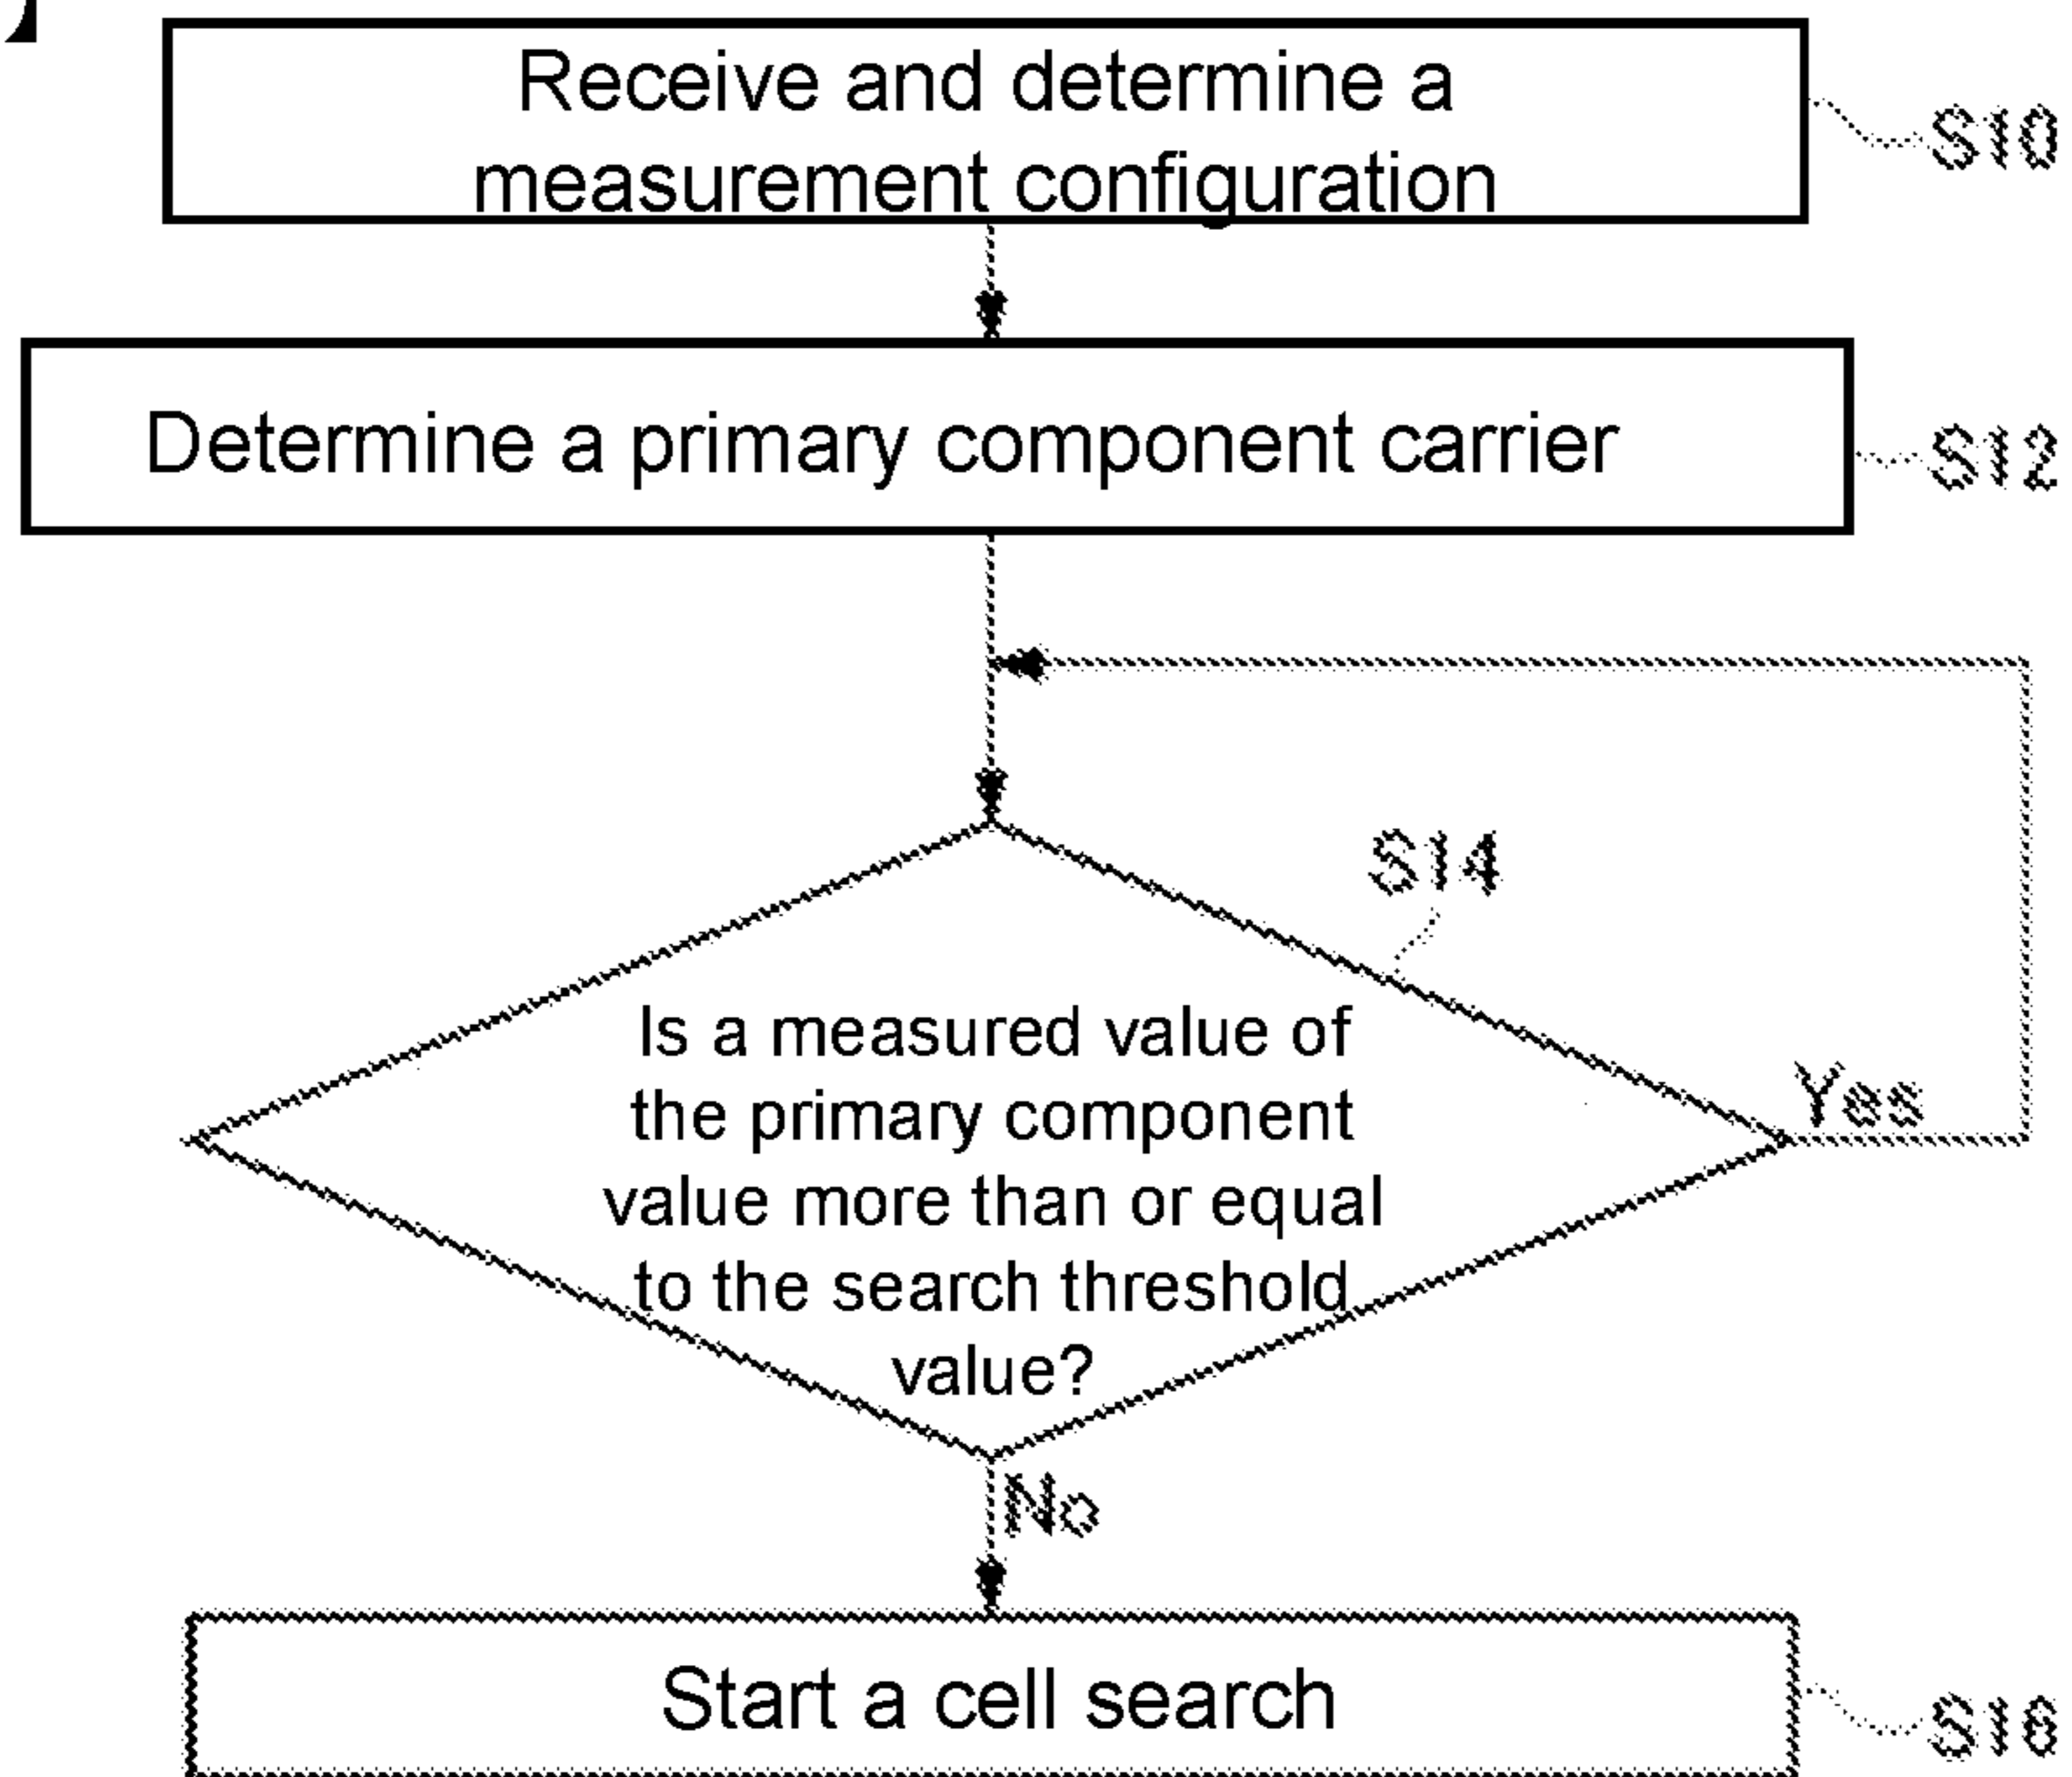 Receive and determine a
measurement configuration
S10
Determine a primary component carrier
S12
S14
Is a measured value of
the primary component
value more than or equal
to the search threshold
value?
Yes
No
Start a cell search
S16